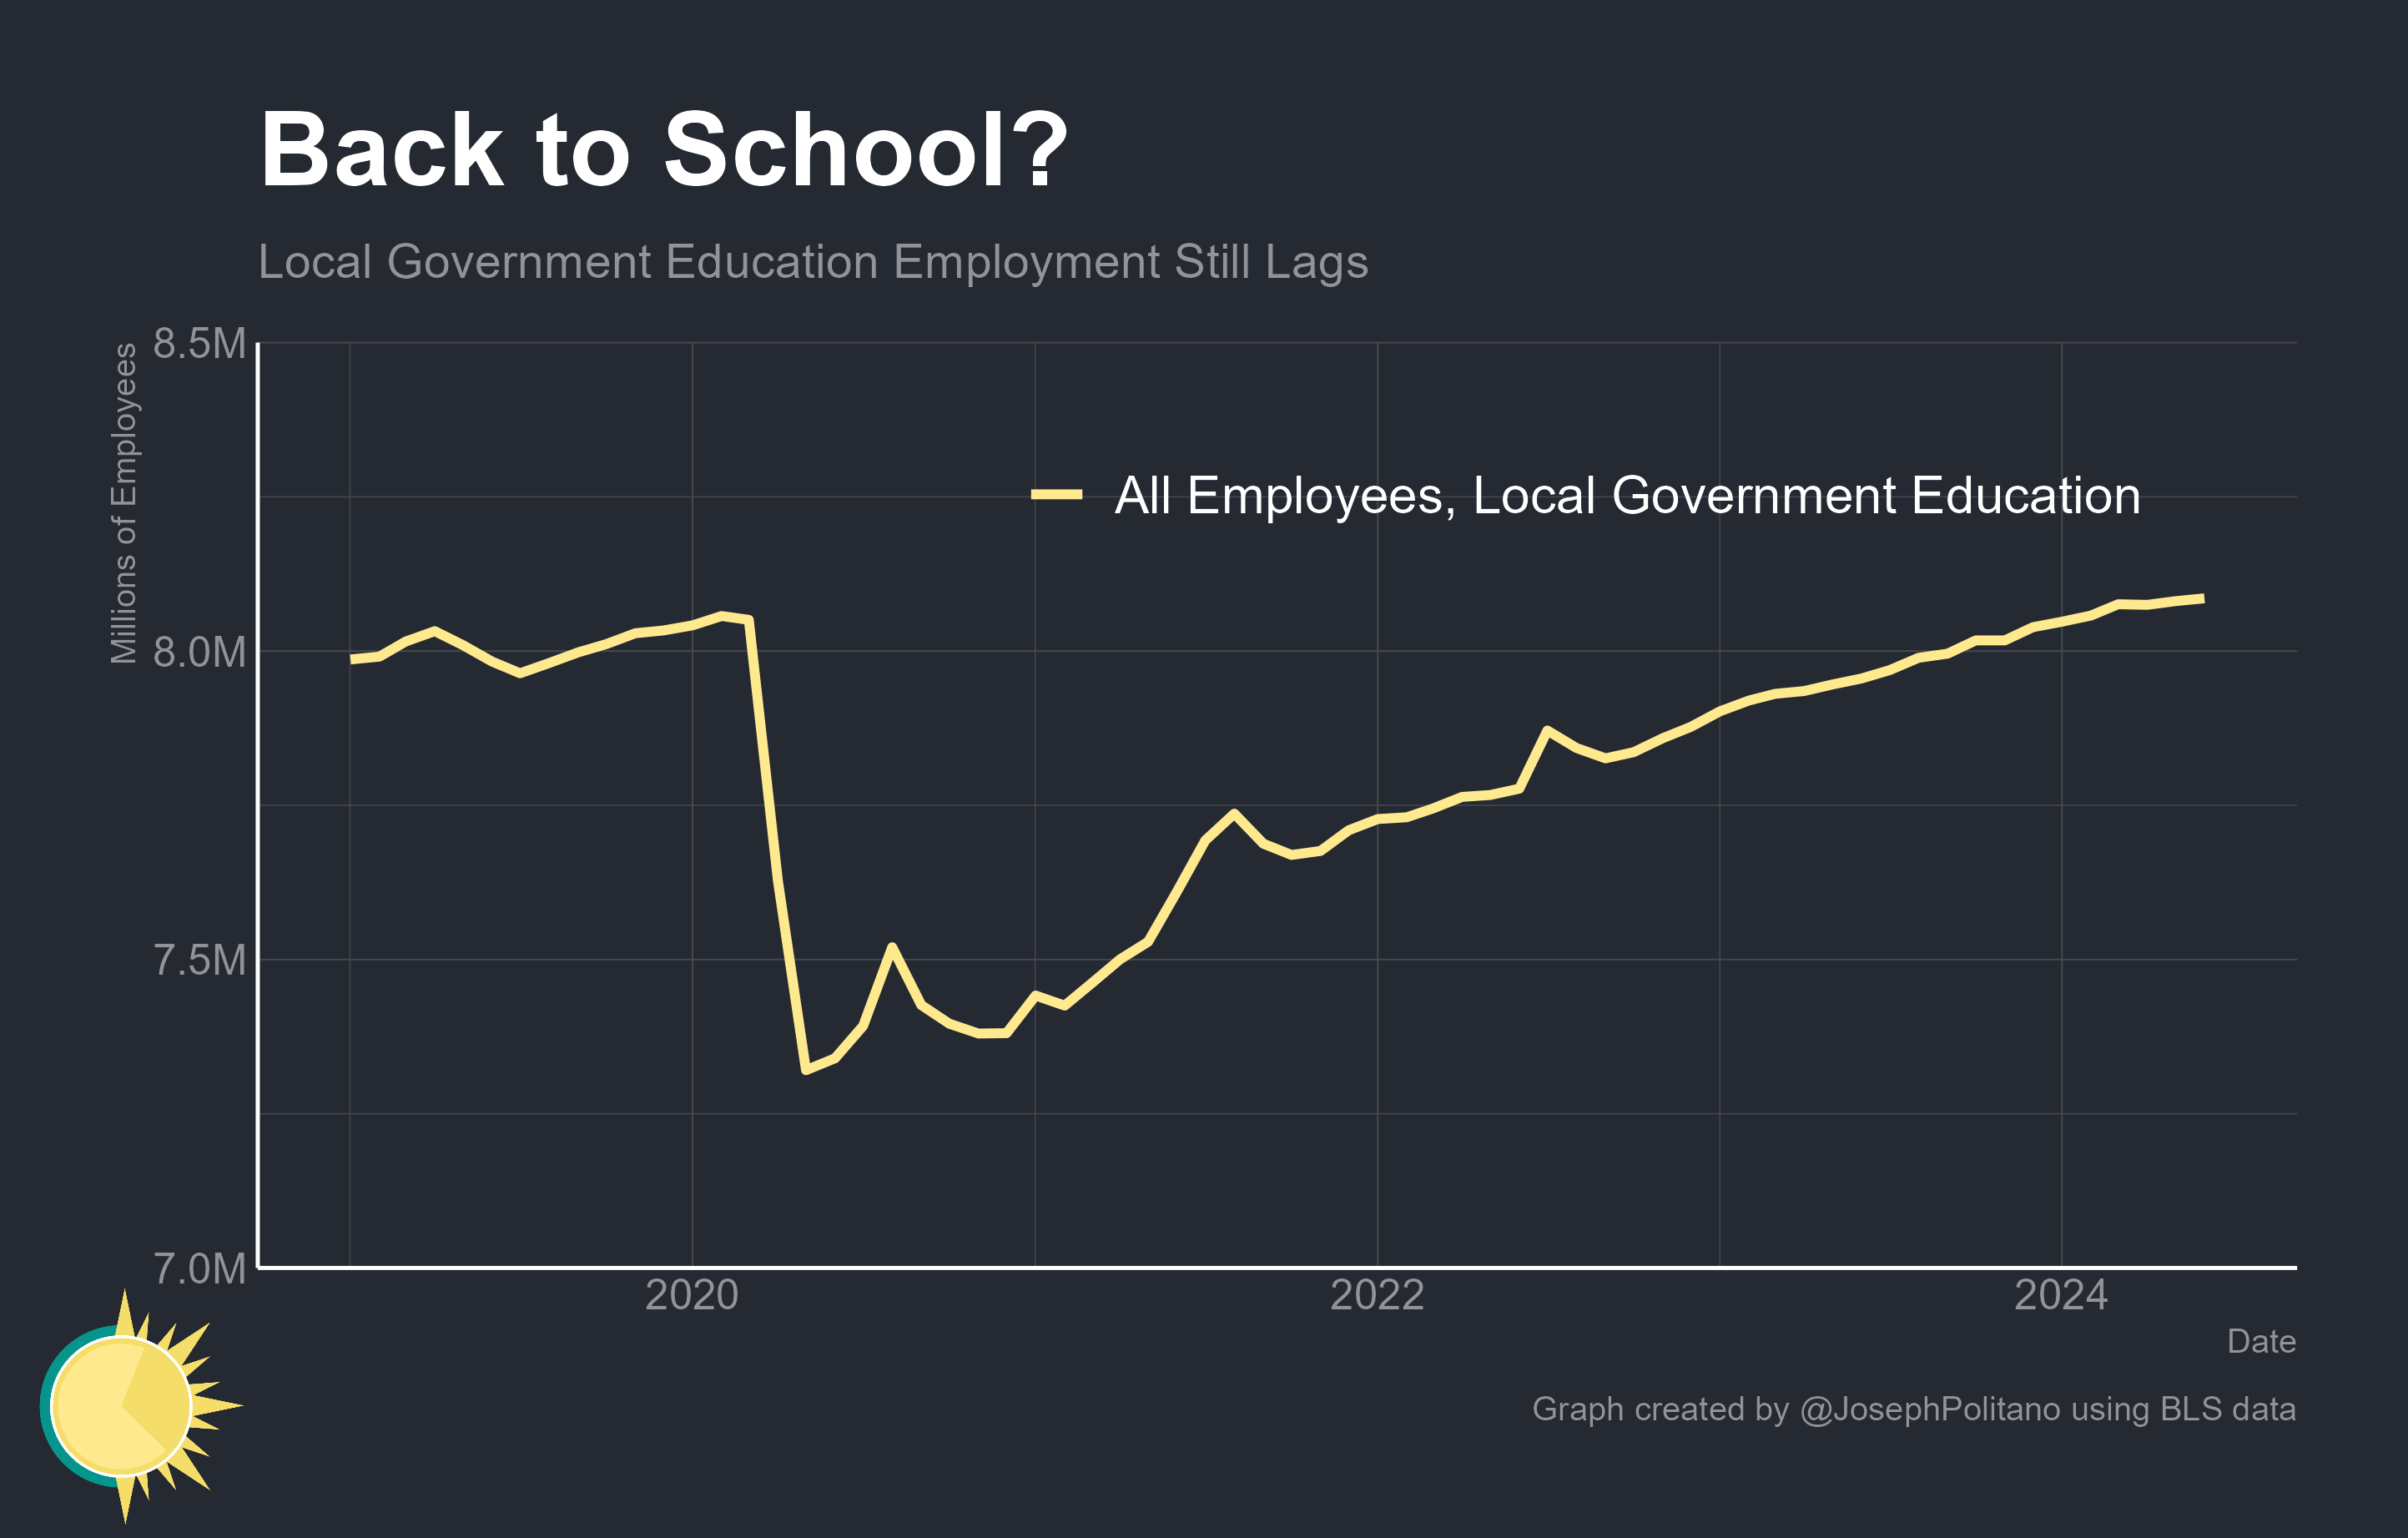 Back to School?
Local Government Education Employment Still Lags
Millions of Employees
8.5M
All Employees, Local Government Education
8.0M
7.5M
7.0M
2020 2022 2024
Date
Graph created by @JosephPolitano using BLS data